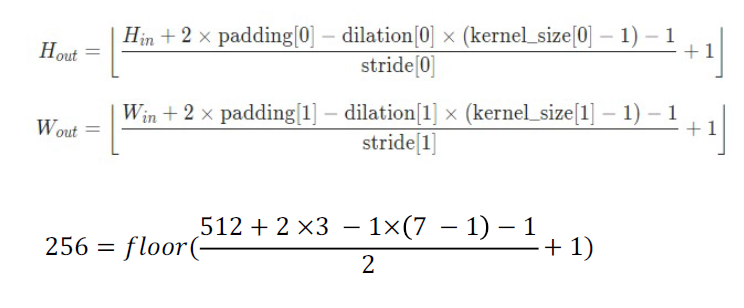 H_out = ⌊ (H_in + 2 × padding[0] − dilation[0] × (kernel_size[0] − 1) − 1) / stride[0] + 1 ⌋
W_out = ⌊ (W_in + 2 × padding[1] − dilation[1] × (kernel_size[1] − 1) − 1) / stride[1] + 1 ⌋
256 = floor( (512 + 2 ×3 − 1×(7 − 1) − 1) / 2 + 1)